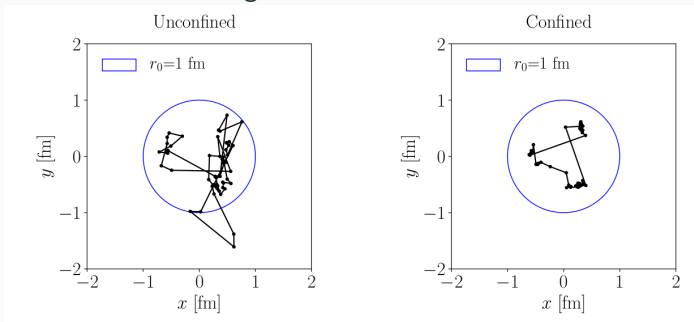 Unconfined
r₀=1 fm
y [fm]
2
1
0
−1
−2
−2 −1 0 1 2
x [fm]
Confined
r₀=1 fm
y [fm]
2
1
0
−1
−2
−2 −1 0 1 2
x [fm]